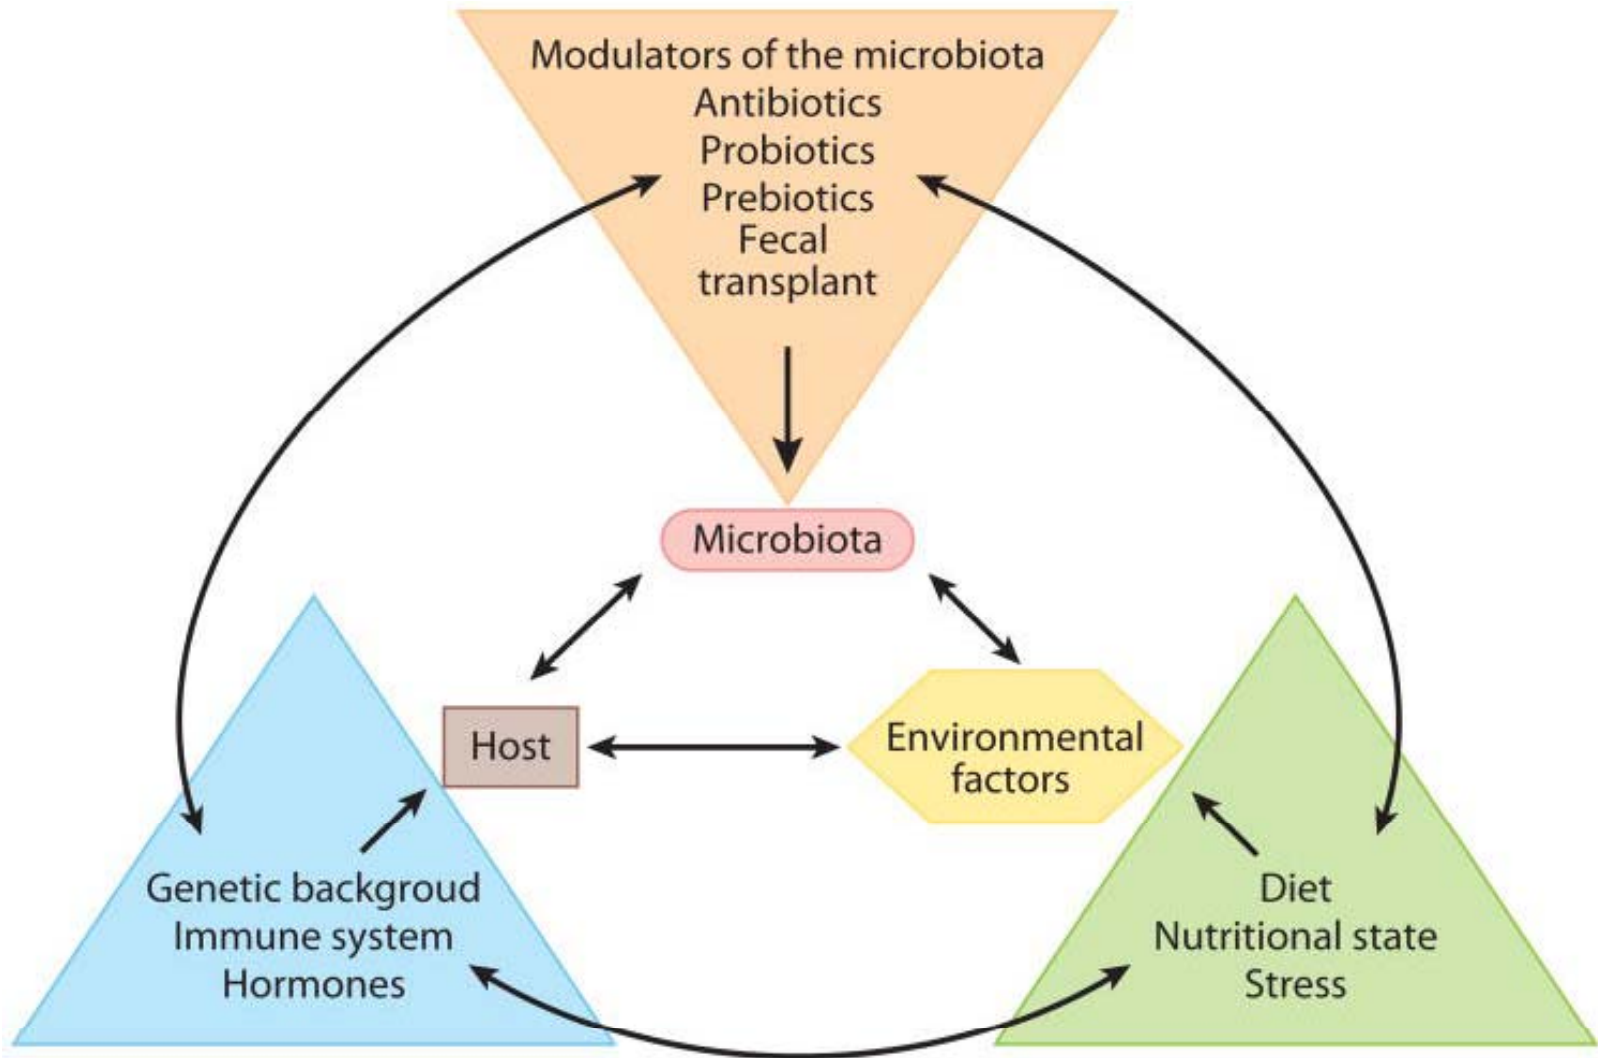 Modulators of the microbiota
Antibiotics
Probiotics
Prebiotics
Fecal
transplant
Microbiota
Host
Environmental
factors
Genetic backgroud
Immune system
Hormones
Diet
Nutritional state
Stress